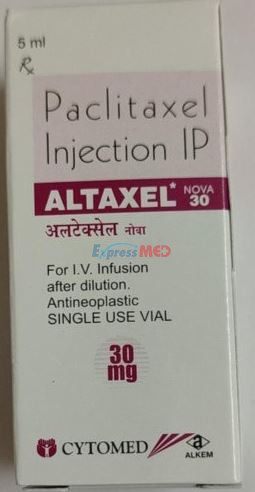 5 ml
Rx
Paclitaxel
Injection IP
ALTAXEL* NOVA 30
अलटेक्सेल नोवा
ExpressMED
For I.V. Infusion
after dilution.
Antineoplastic
SINGLE USE VIAL
30
mg
CYTOMED
a
ALKEM